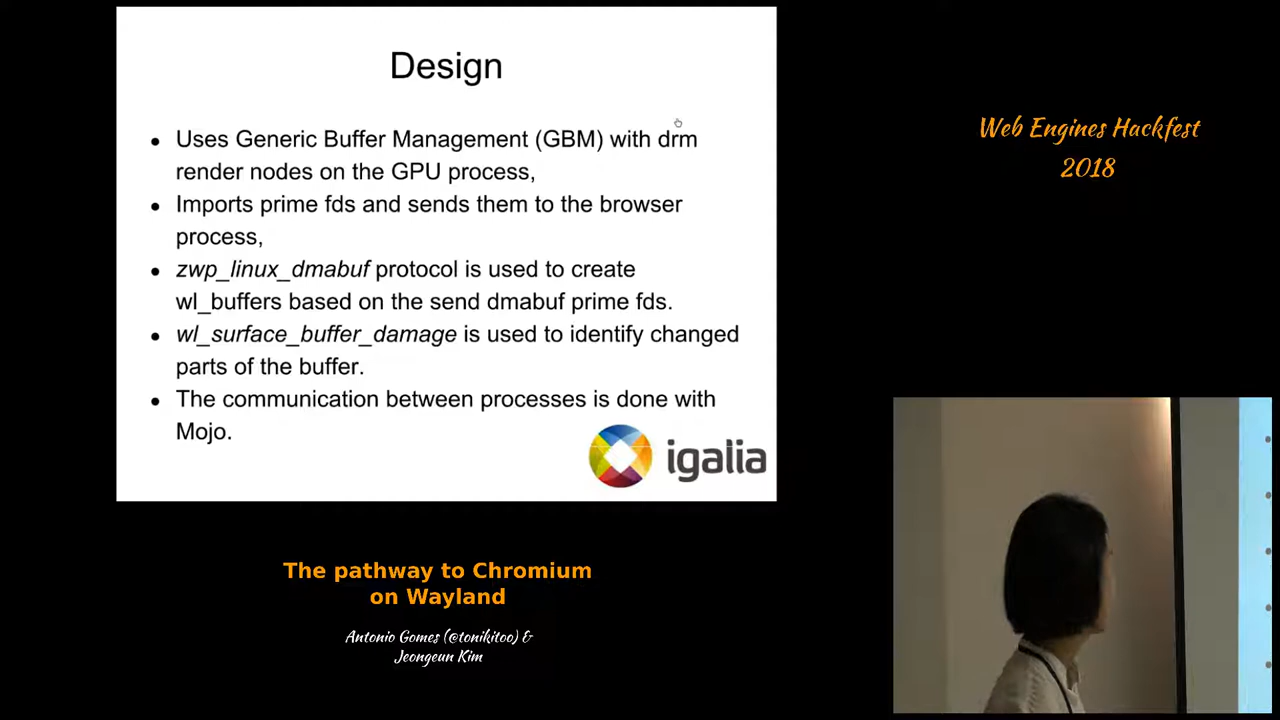 Design
• Uses Generic Buffer Management (GBM) with drm
render nodes on the GPU process,
• Imports prime fds and sends them to the browser
process,
• zwp_linux_dmabuf protocol is used to create
wl_buffers based on the send dmabuf prime fds.
• wl_surface_buffer_damage is used to identify changed
parts of the buffer.
• The communication between processes is done with
Mojo.
igalia
Web Engines Hackfest
2018
The pathway to Chromium
on Wayland
Antonio Gomes (@tonikitoo) &
Jeongeun Kim